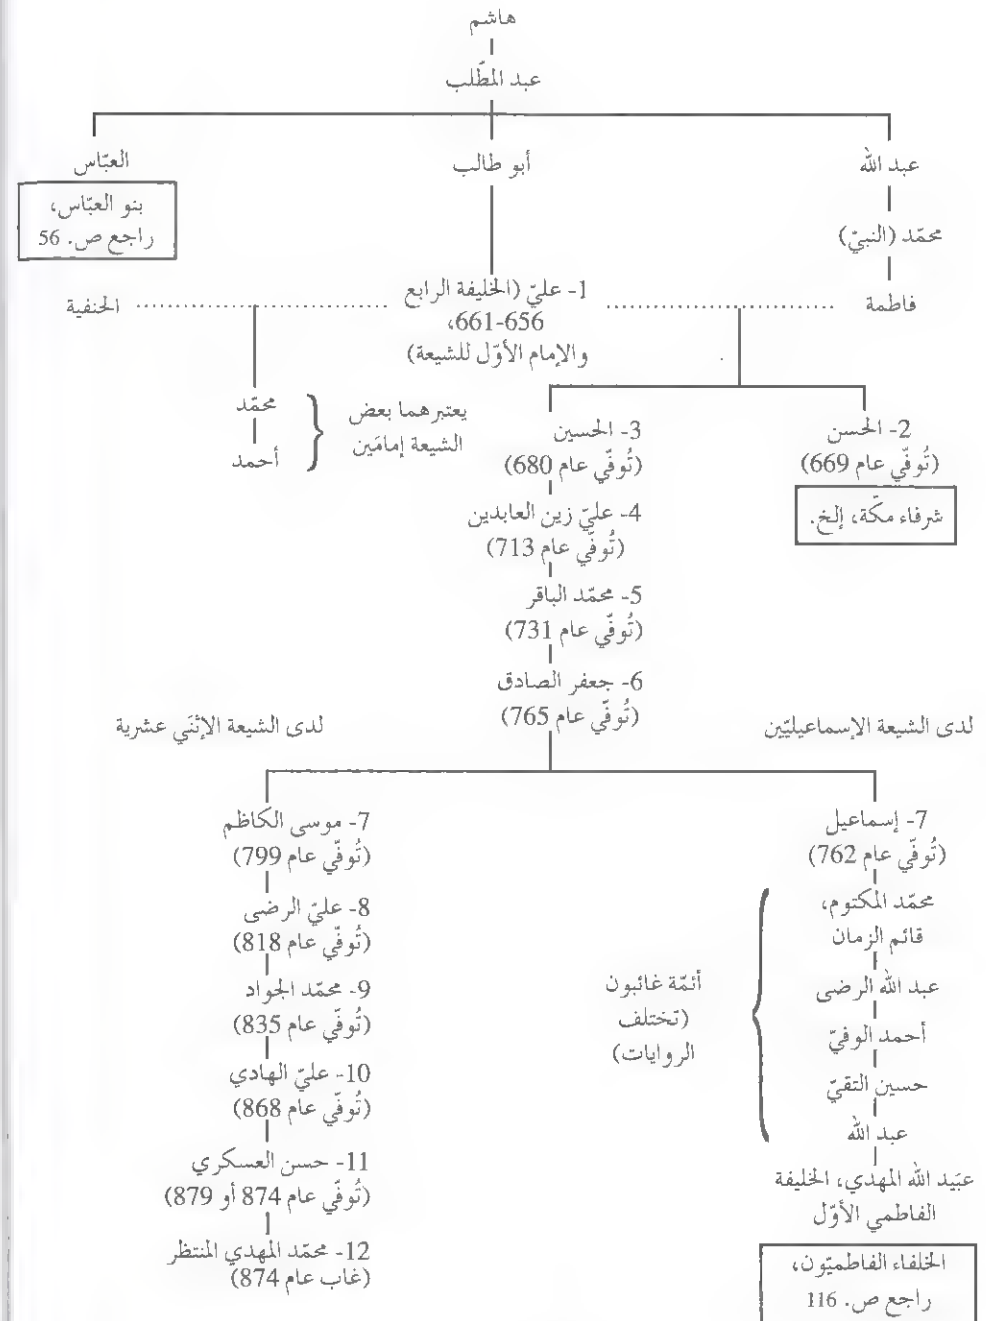 هاشم
عبد المطّلب
عبد الله
أبو طالب
العبّاس
بنو العبّاس،
راجع ص. 56
محمّد (النبيّ)
فاطمة
1- عليّ (الخليفة الرابع
656-661،
والإمام الأوّل للشيعة)
الحنفية
محمّد
أحمد
يعتبرهما بعض
الشيعة إمامَين
2- الحسن
(تُوفّي عام 669)
شرفاء مكّة، إلخ.
3- الحسين
(تُوفّي عام 680)
4- عليّ زين العابدين
(تُوفّي عام 713)
5- محمّد الباقر
(تُوفّي عام 731)
6- جعفر الصادق
(تُوفّي عام 765)
لدى الشيعة الإسماعيليّين
7- إسماعيل
(تُوفّي عام 762)
محمّد المكتوم،
قائم الزمان
عبد الله الرضى
أحمد الوفيّ
حسين التقيّ
عبد الله
أئمّة غائبون
(تختلف
الروايات)
عبَيد الله المهدي، الخليفة
الفاطمي الأوّل
الخلفاء الفاطميّون،
راجع ص. 116
لدى الشيعة الإثنَي عشرية
7- موسى الكاظم
(تُوفّي عام 799)
8- عليّ الرضى
(تُوفّي عام 818)
9- محمّد الجواد
(تُوفّي عام 835)
10- عليّ الهادي
(تُوفّي عام 868)
11- حسن العسكري
(تُوفّي عام 874 أو 879)
12- محمّد المهدي المنتظر
(غاب عام 874)